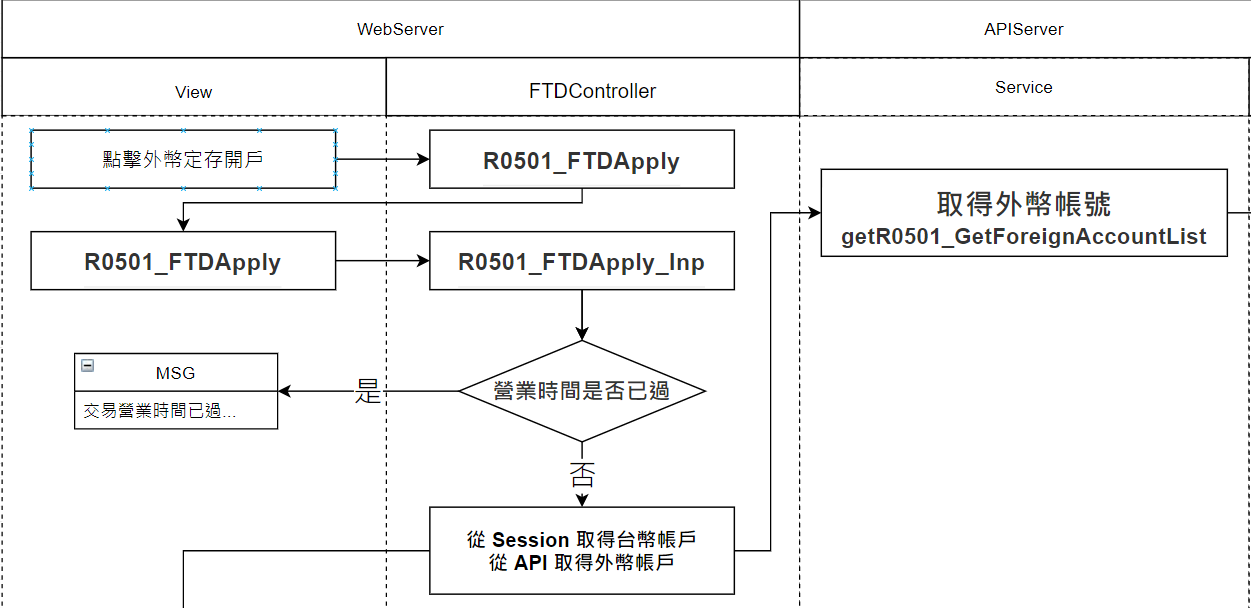 WebServer
APIServer
View
FTDController
Service
點擊外幣定存開戶
R0501_FTDApply
取得外幣帳號
getR0501_GetForeignAccountList
R0501_FTDApply
R0501_FTDApply_Inp
MSG
交易營業時間已過...
是
營業時間是否已過
否
從 Session 取得台幣帳戶
從 API 取得外幣帳戶